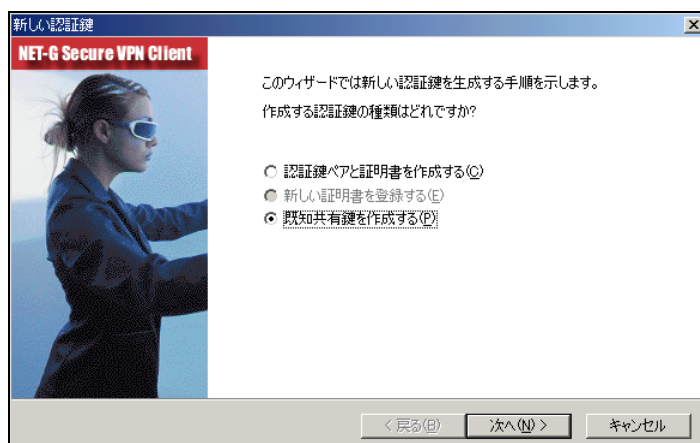 新しい認証鍵
NET-G Secure VPN Client
このウィザードでは新しい認証鍵を生成する手順を示します。
作成する認証鍵の種類はどれですか?
認証鍵ペアと証明書を作成する(C)
新しい証明書を登録する(E)
既知共有鍵を作成する(P)
< 戻る(B)
次へ(N) >
キャンセル